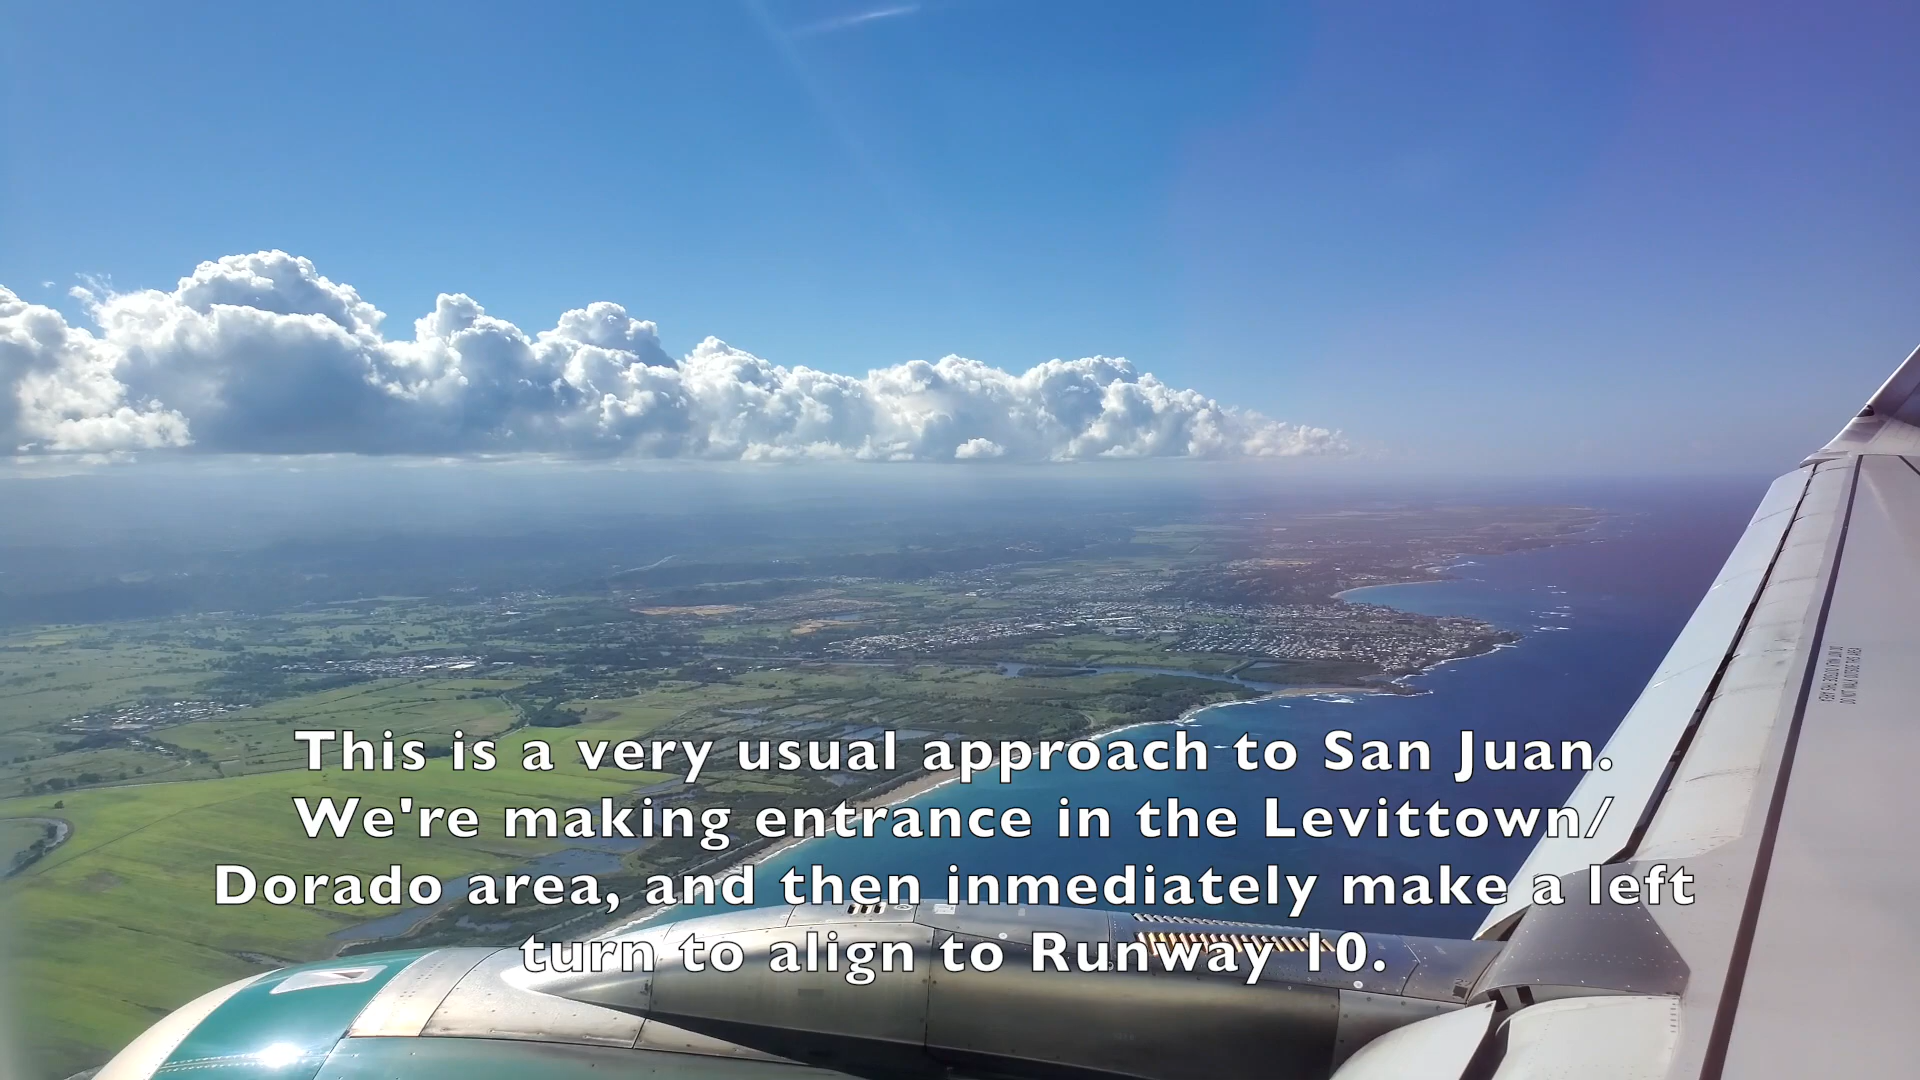 This is a very usual approach to San Juan.
We're making entrance in the Levittown/
Dorado area, and then inmediately make a left
turn to align to Runway 10.